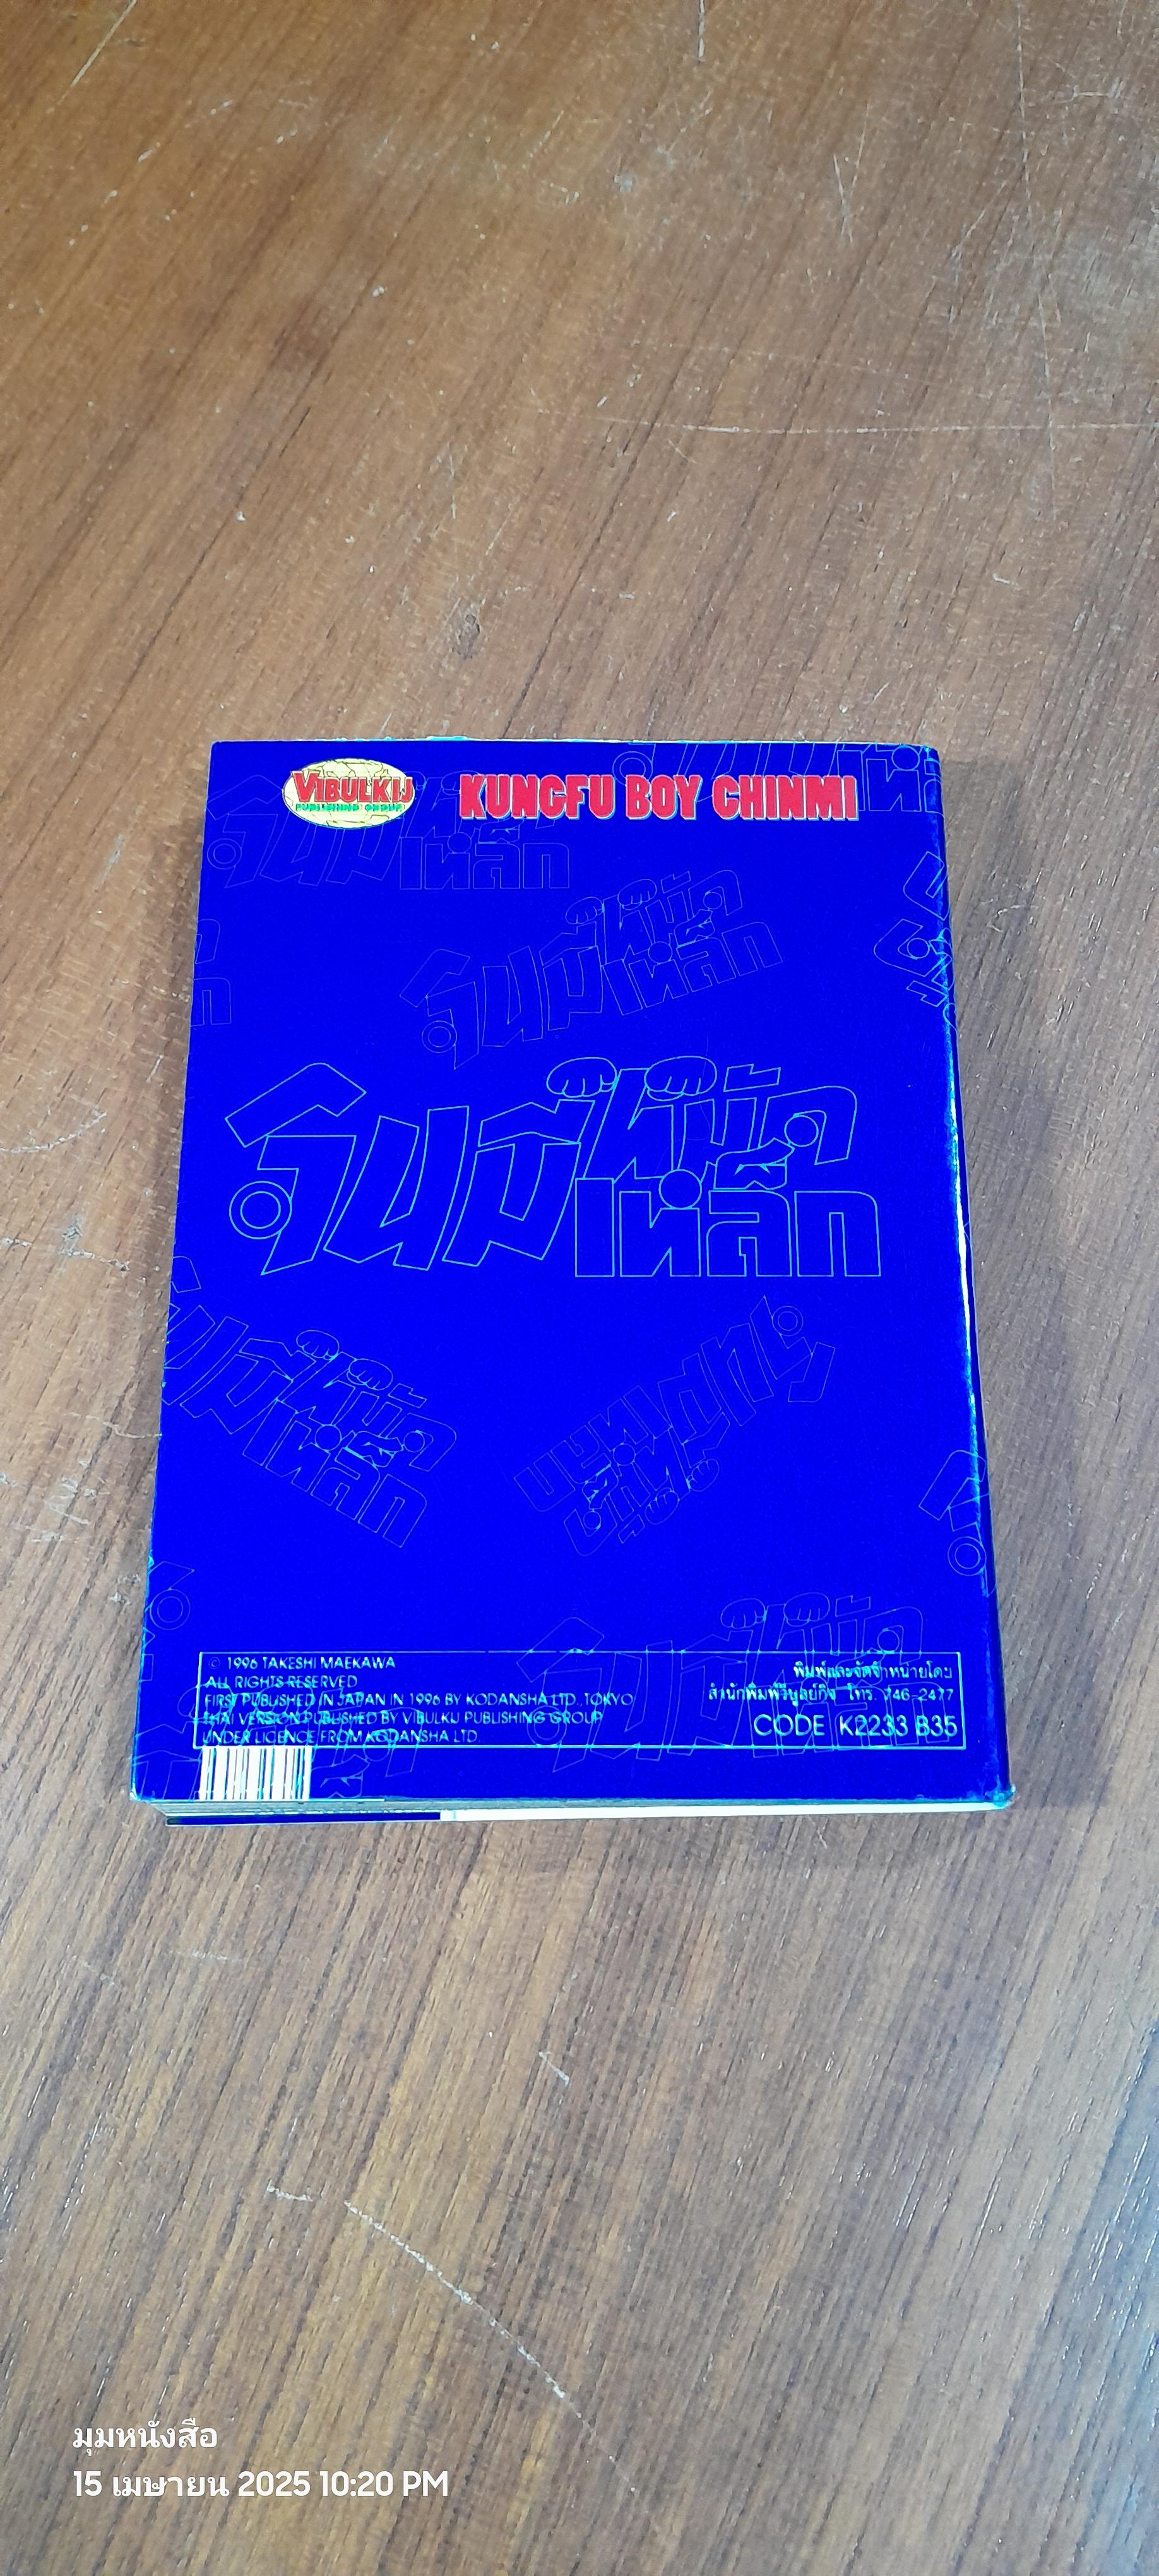 VIBULKIJ
PUBLISHING GROUP
KUNGFU BOY CHINMI
จินมี่
หมัด
เหล็ก
© 1996 TAKESHI MAEKAWA
ALL RIGHTS RESERVED
FIRST PUBLISHED IN JAPAN IN 1996 BY KODANSHA LTD., TOKYO
THAI VERSION PUBLISHED BY VIBULKIJ PUBLISHING GROUP
UNDER LICENCE FROM KODANSHA LTD.
พิมพ์และจัดจำหน่ายโดย
สำนักพิมพ์วิบูลย์กิจ โทร. 746-2477
CODE K2233 B35
มุมหนังสือ
15 เมษายน 2025 10:20 PM